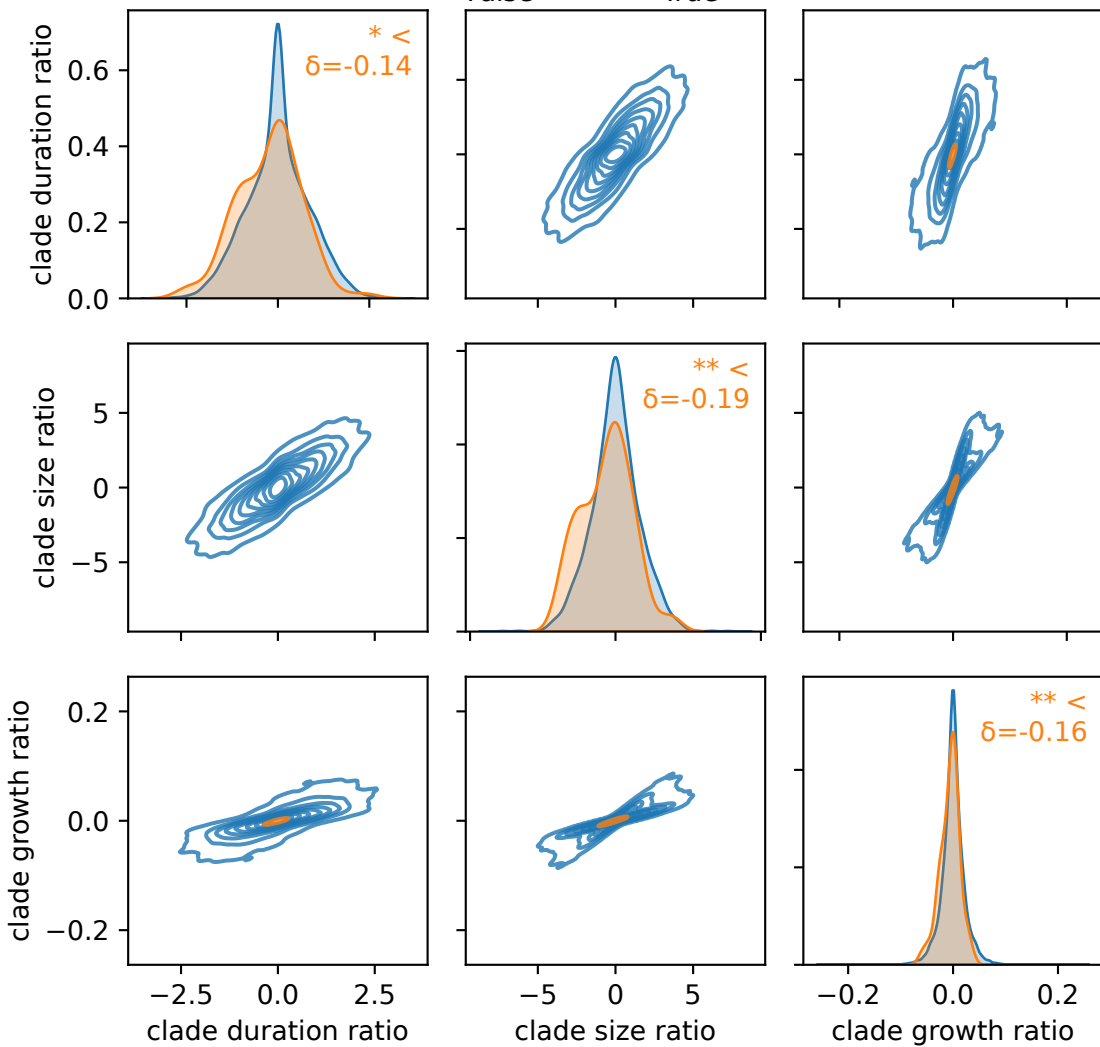 clade duration ratio
0.6
0.4
0.2
0.0
* <
δ=-0.14
clade size ratio
5
0
−5
** <
δ=-0.19
clade growth ratio
0.2
0.0
−0.2
** <
δ=-0.16
−2.5 0.0 2.5
clade duration ratio
−5 0 5
clade size ratio
−0.2 0.0 0.2
clade growth ratio